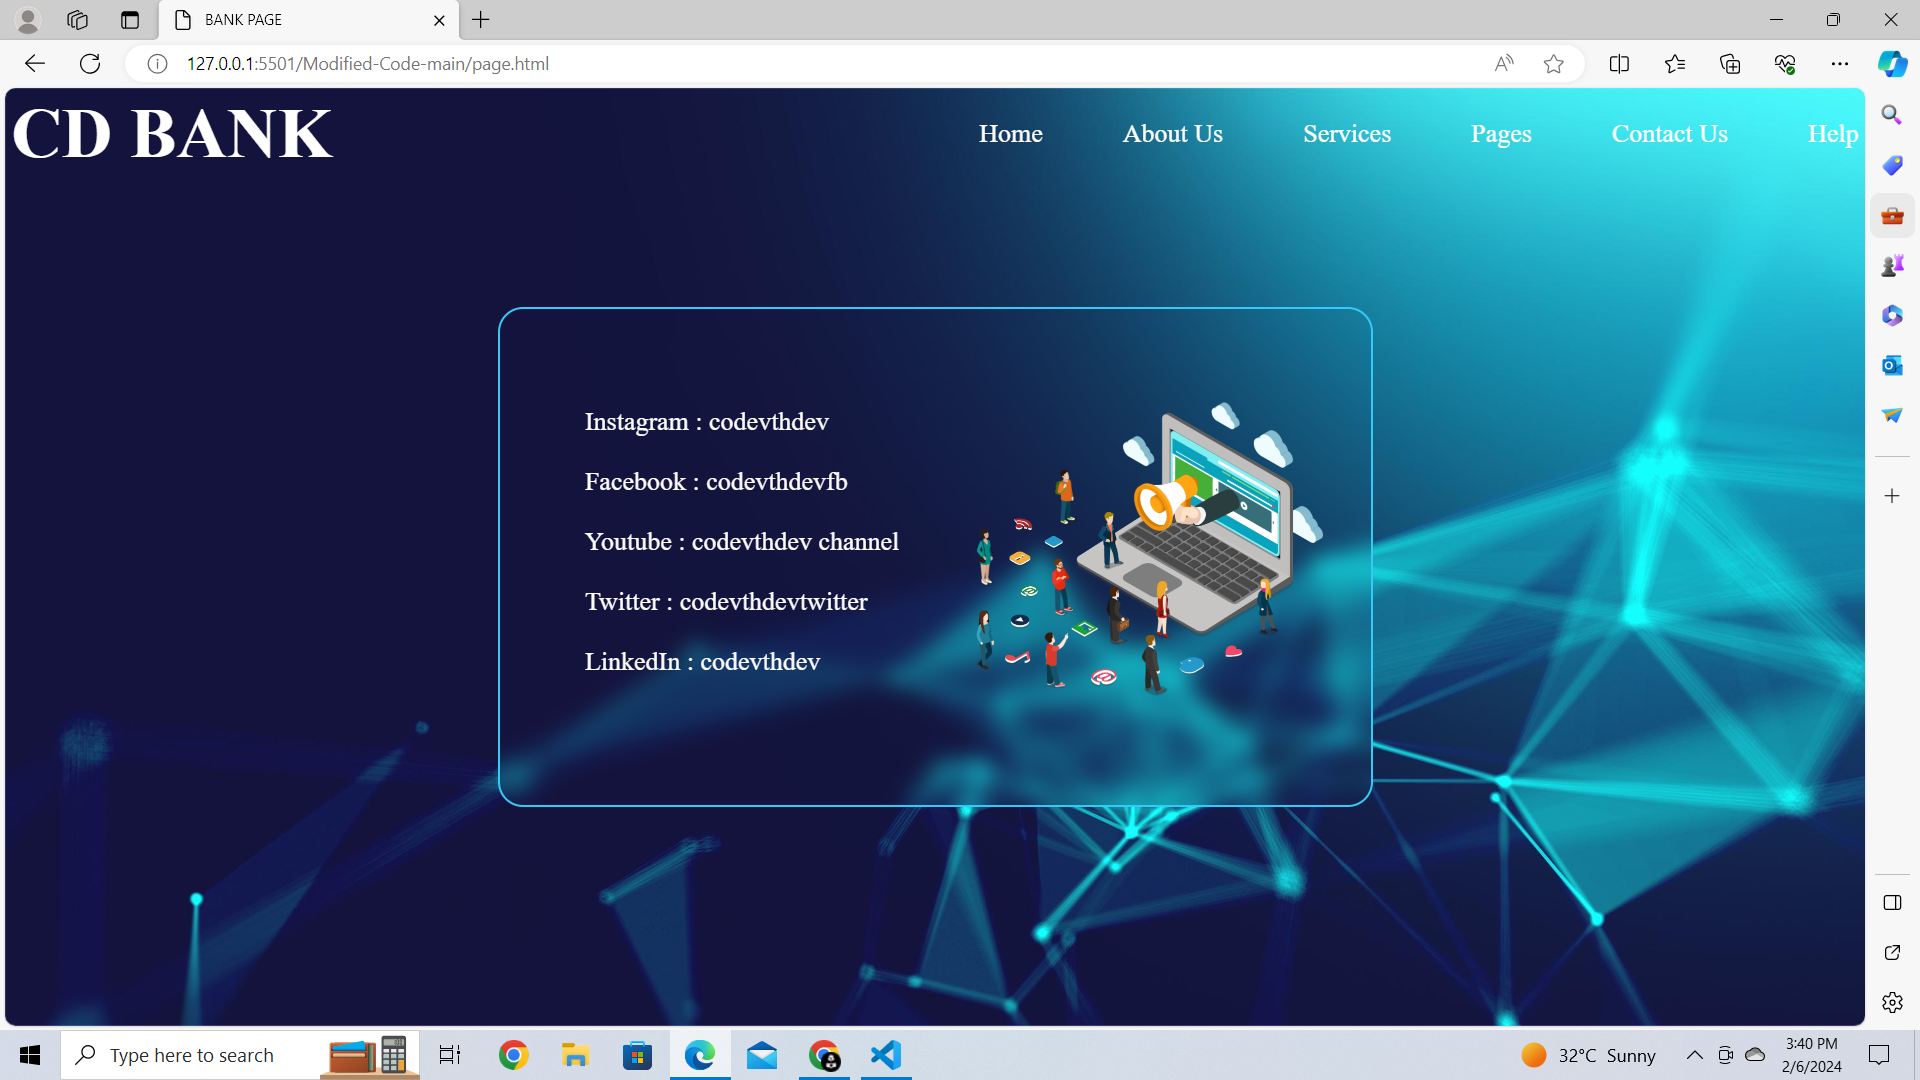 BANK PAGE
127.0.0.1:5501/Modified-Code-main/page.html
CD BANK
Home About Us Services Pages Contact Us Help
Instagram : codevthdev
Facebook : codevthdevfb
Youtube : codevthdev channel
Twitter : codevthdevtwitter
LinkedIn : codevthdev
Type here to search
32°C Sunny
3:40 PM
2/6/2024